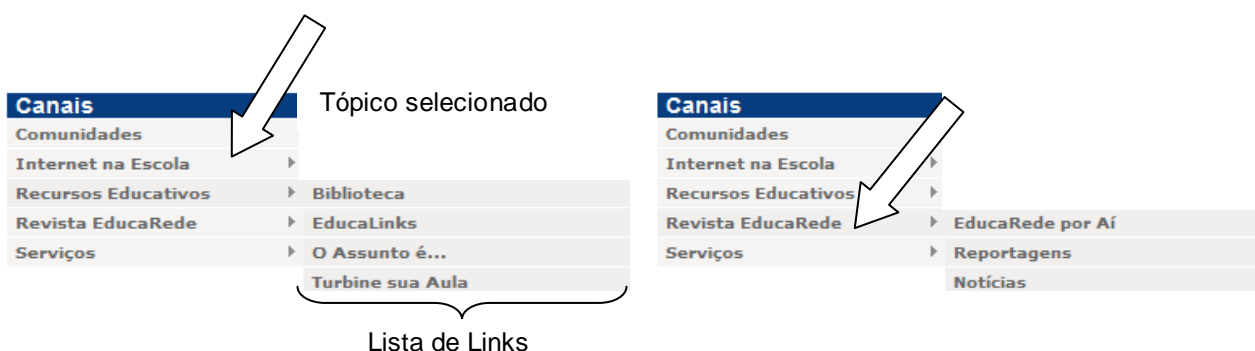 Tópico selecionado
Canais
Comunidades
Internet na Escola
Recursos Educativos
Revista EducaRede
Serviços
Biblioteca
EducaLinks
O Assunto é...
Turbine sua Aula
Lista de Links
Canais
Comunidades
Internet na Escola
Recursos Educativos
Revista EducaRede
Serviços
EducaRede por Aí
Reportagens
Notícias